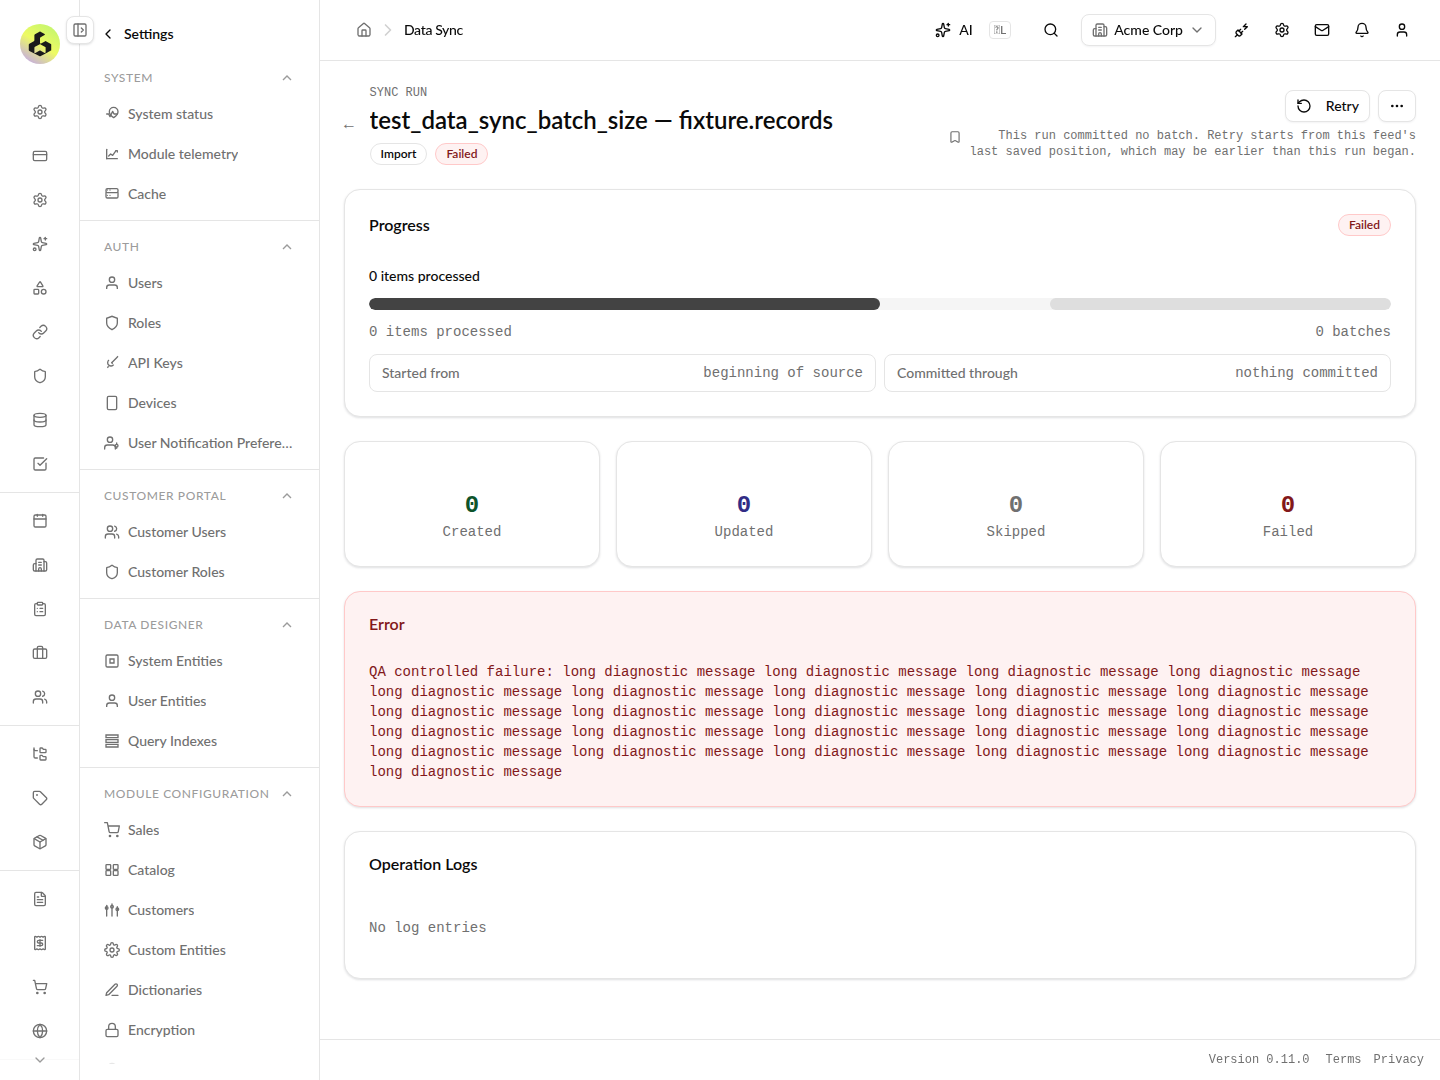 Settings
SYSTEM
System status
Module telemetry
Cache
AUTH
Users
Roles
API Keys
Devices
User Notification Prefere...
CUSTOMER PORTAL
Customer Users
Customer Roles
DATA DESIGNER
System Entities
User Entities
Query Indexes
MODULE CONFIGURATION
Sales
Catalog
Customers
Custom Entities
Dictionaries
Encryption
Data Sync
AI
L
Acme Corp
SYNC RUN
← test_data_sync_batch_size — fixture.records
Import
Failed
Retry
This run committed no batch. Retry starts from this feed's
last saved position, which may be earlier than this run began.
Progress
Failed
0 items processed
0 items processed
0 batches
Started from
beginning of source
Committed through
nothing committed
0
Created
0
Updated
0
Skipped
0
Failed
Error
QA controlled failure: long diagnostic message long diagnostic message long diagnostic message long diagnostic message
long diagnostic message long diagnostic message long diagnostic message long diagnostic message long diagnostic message
long diagnostic message long diagnostic message long diagnostic message long diagnostic message long diagnostic message
long diagnostic message long diagnostic message long diagnostic message long diagnostic message long diagnostic message
long diagnostic message long diagnostic message long diagnostic message long diagnostic message long diagnostic message
long diagnostic message
Operation Logs
No log entries
Version 0.11.0
Terms
Privacy